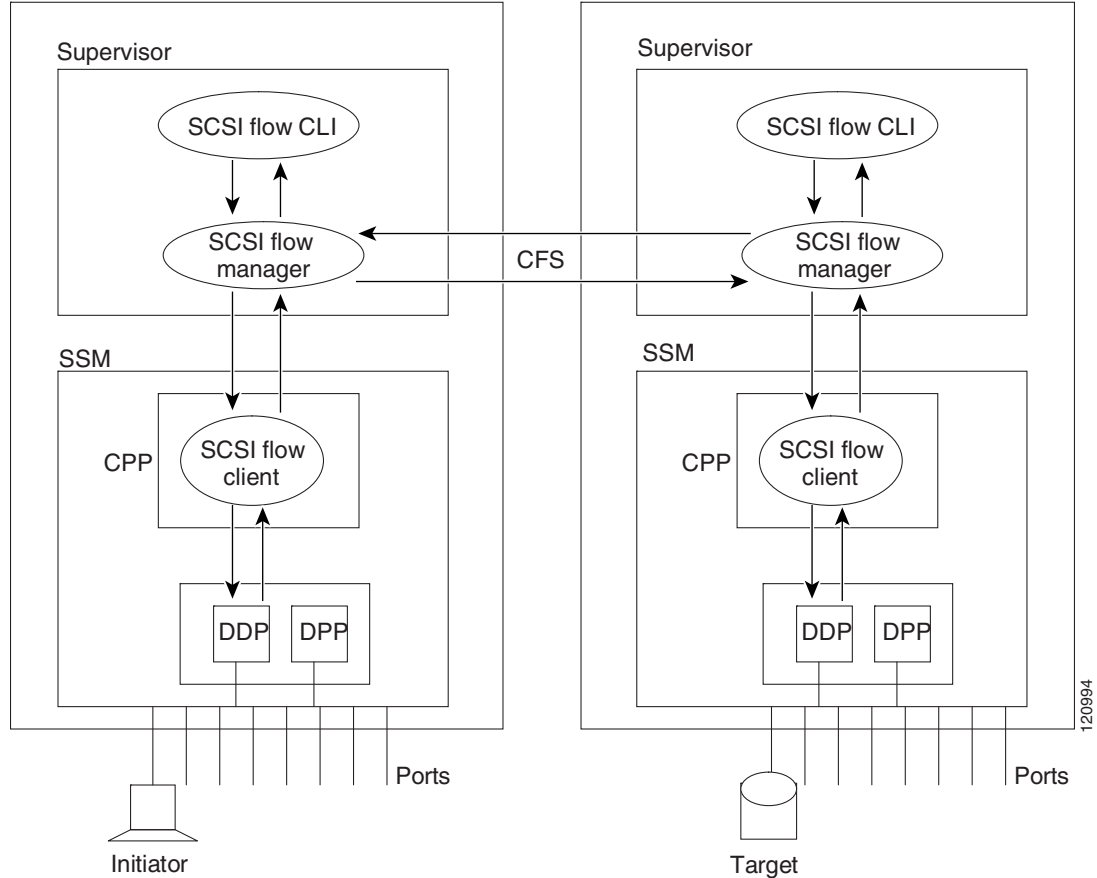 Supervisor
SCSI flow CLI
SCSI flow
manager
SSM
CPP
SCSI flow
client
DDP
DPP
Ports
Initiator
CFS
Supervisor
SCSI flow CLI
SCSI flow
manager
SSM
CPP
SCSI flow
client
DDP
DPP
Ports
Target
120994